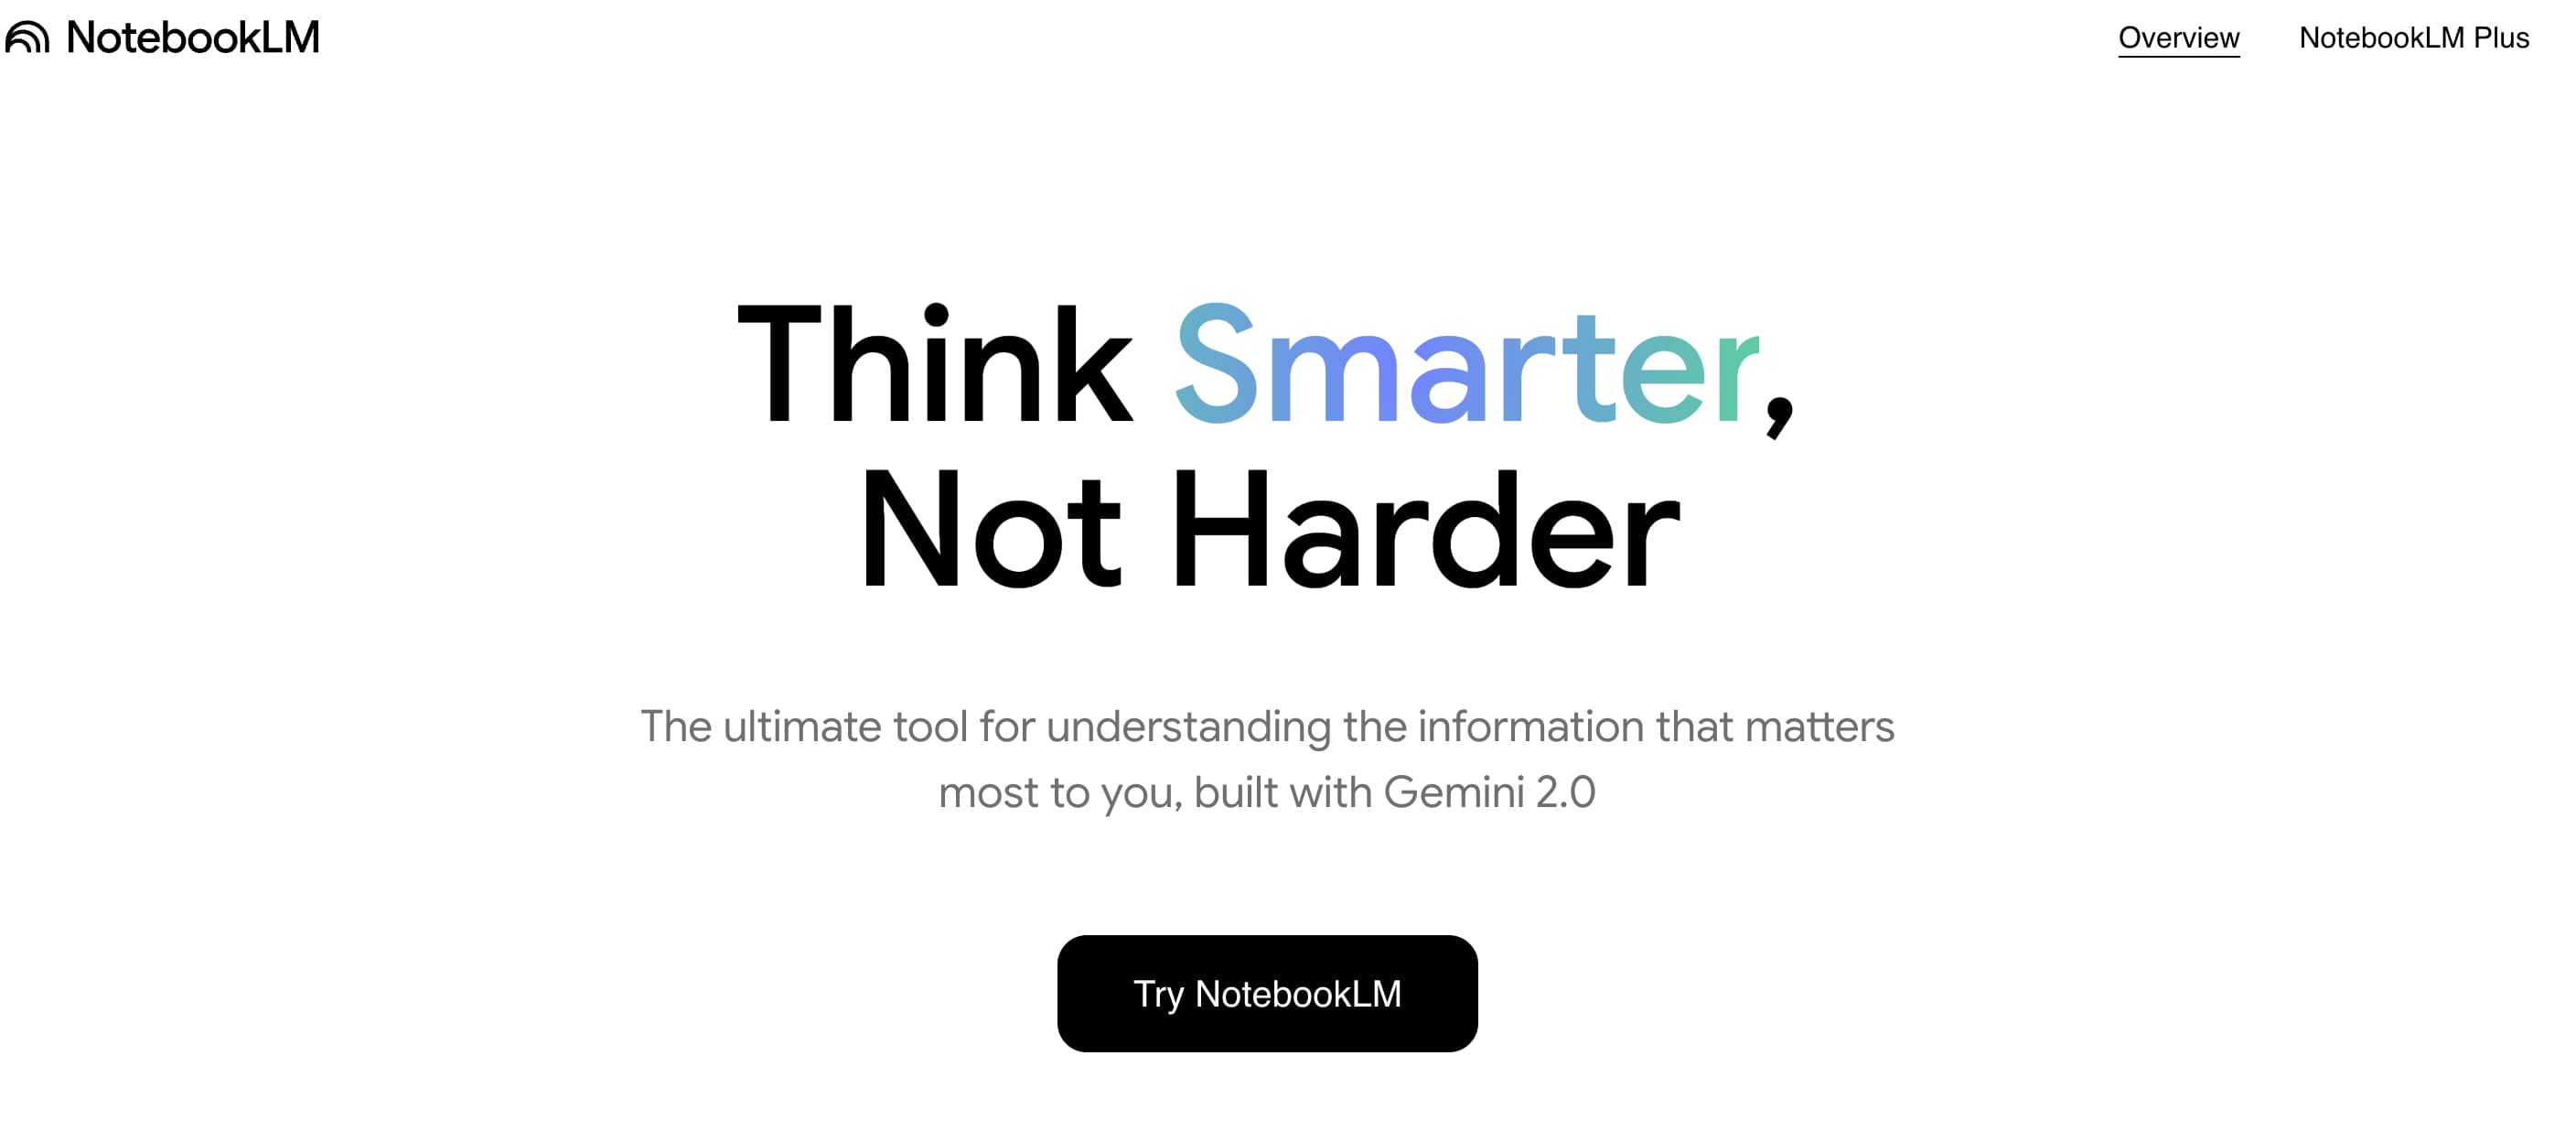 NotebookLM
Overview
NotebookLM Plus
Think Smarter,
Not Harder
The ultimate tool for understanding the information that matters
most to you, built with Gemini 2.0
Try NotebookLM